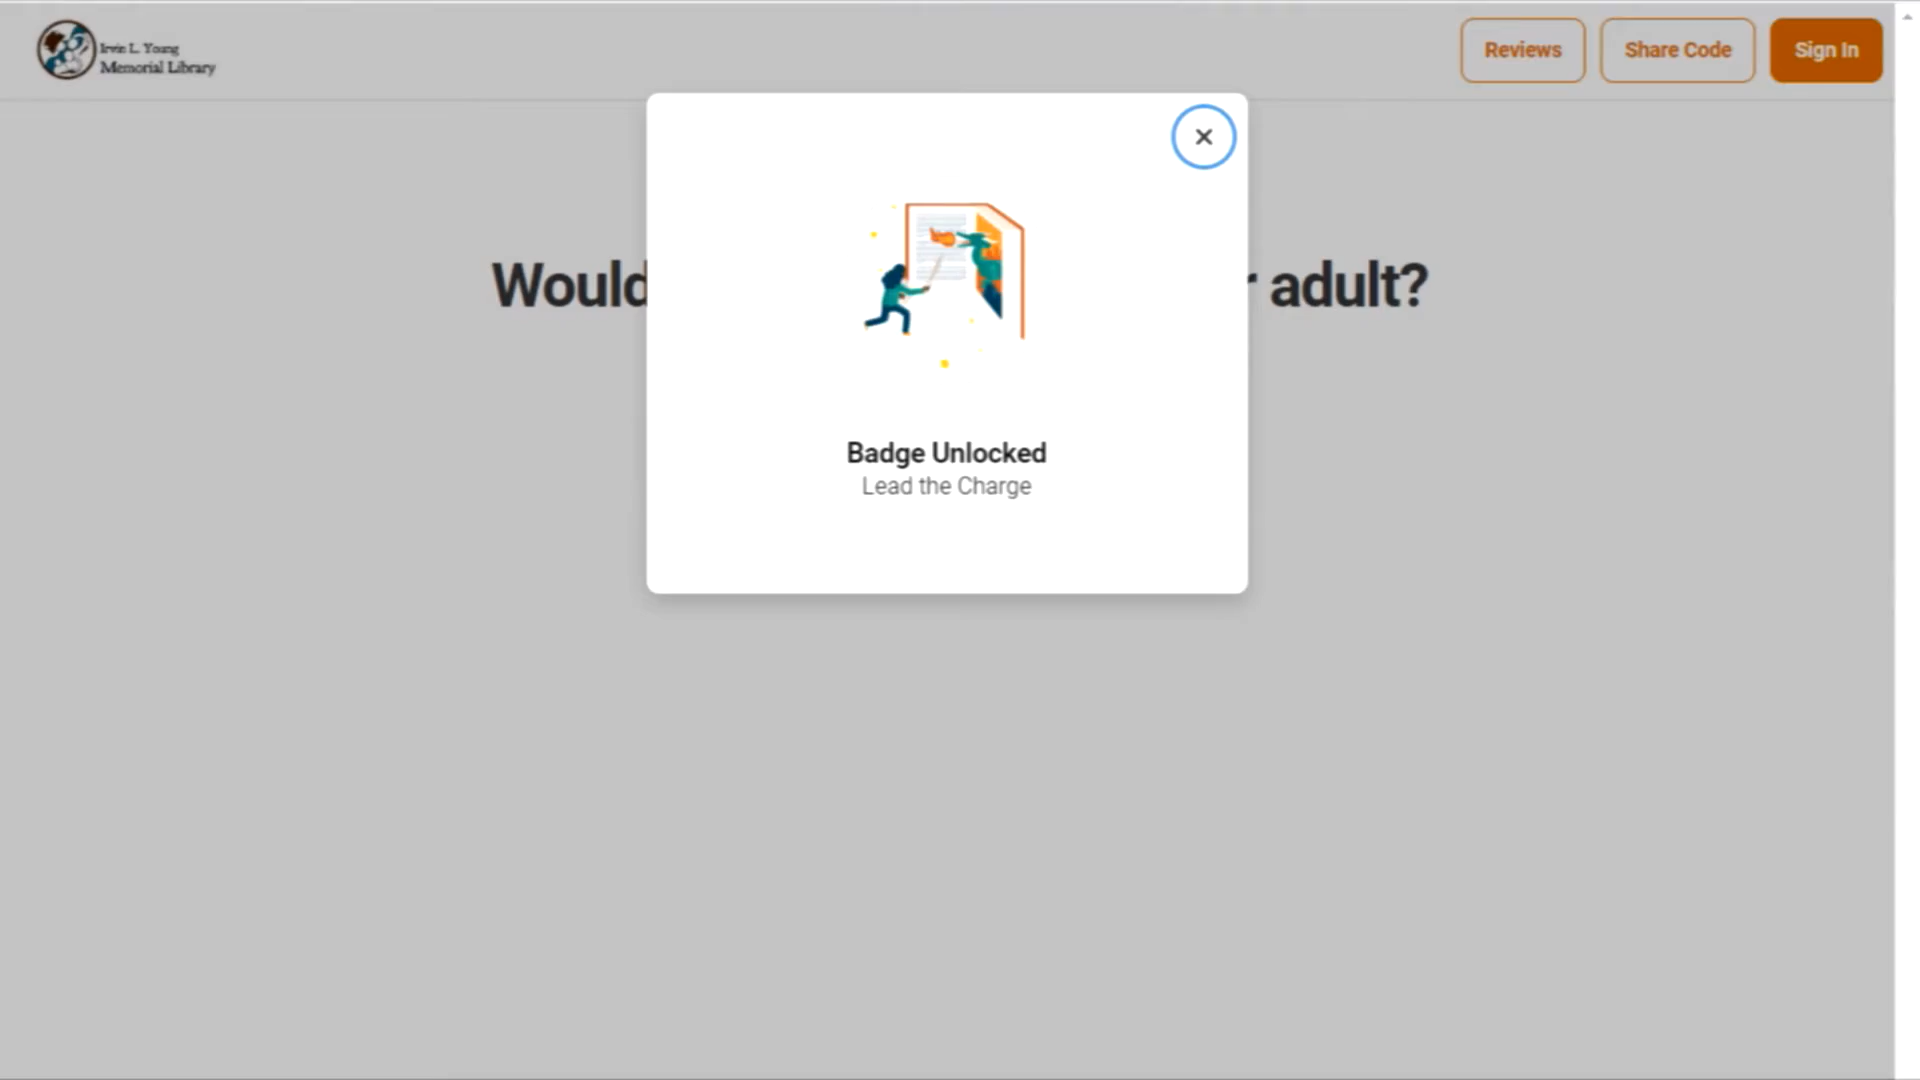 Irvin L. Young
Memorial Library
Reviews
Share Code
Sign In
Would
adult?
Badge Unlocked
Lead the Charge